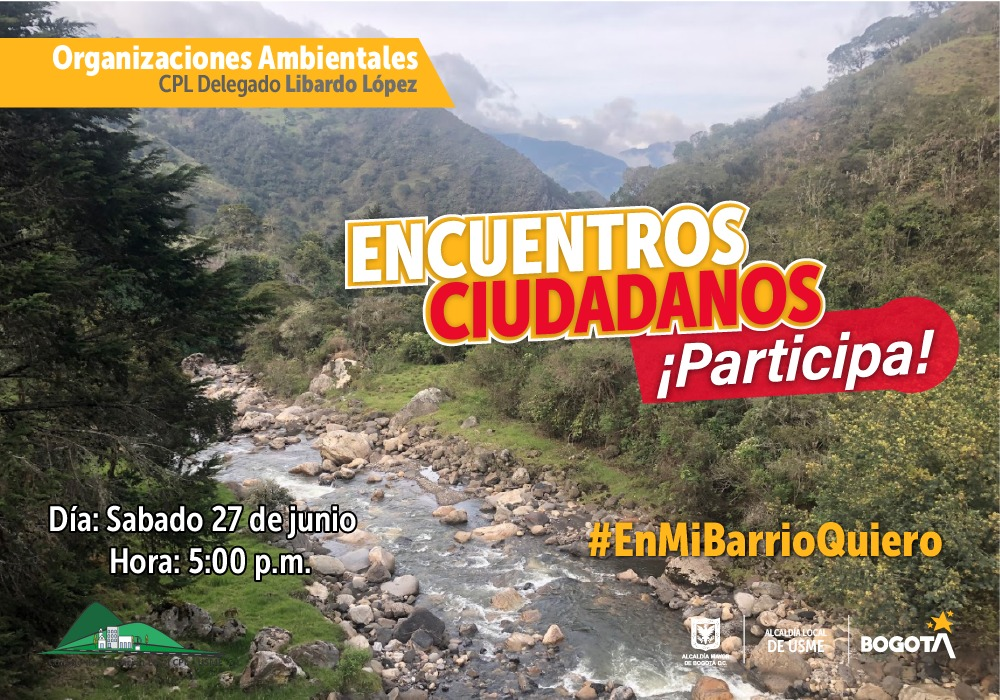 Organizaciones Ambientales
CPL Delegado Libardo López
ENCUENTROS
CIUDADANOS
¡Participa!
Día: Sabado 27 de junio
Hora: 5:00 p.m.
#EnMiBarrioQuiero
ALCALDÍA MAYOR
DE BOGOTÁ D.C.
ALCALDÍA LOCAL
DE USME
BOGOTÁ